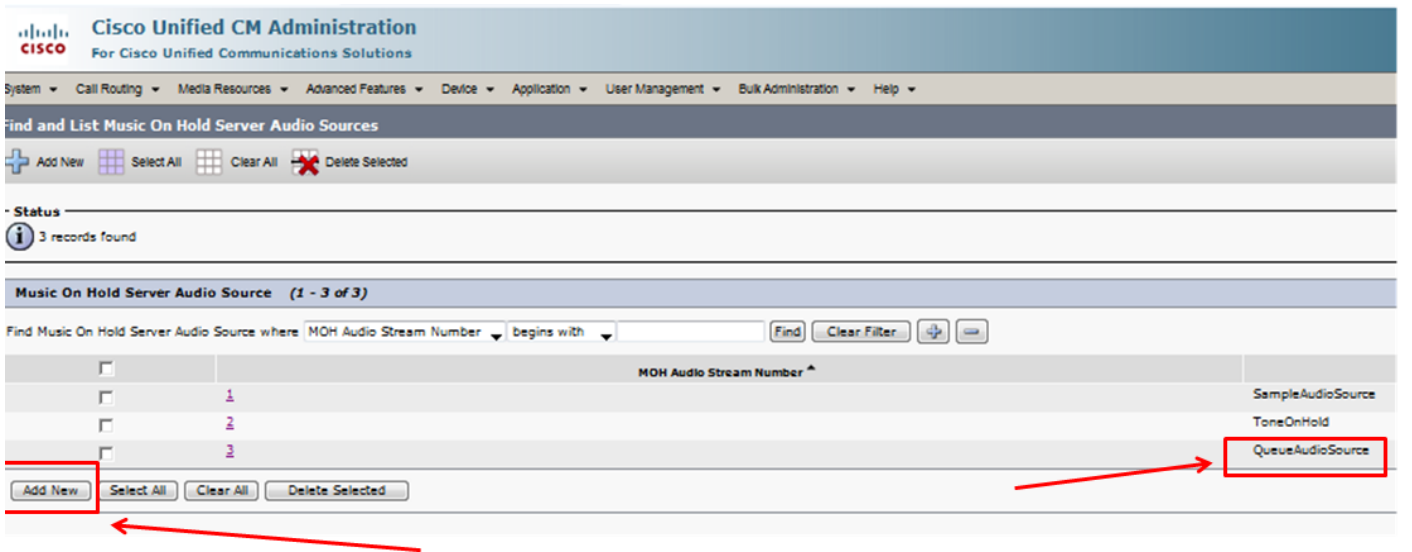 CISCO
Cisco Unified CM Administration
For Cisco Unified Communications Solutions
System Call Routing Media Resources Advanced Features Device Application User Management Bulk Administration Help
Find and List Music On Hold Server Audio Sources
Add New Select All Clear All Delete Selected
Status
i 3 records found
Music On Hold Server Audio Source (1 - 3 of 3)
Find Music On Hold Server Audio Source where MOH Audio Stream Number begins with Find Clear Filter
MOH Audio Stream Number
1 SampleAudioSource
2 ToneOnHold
3 QueueAudioSource
Add New Select All Clear All Delete Selected